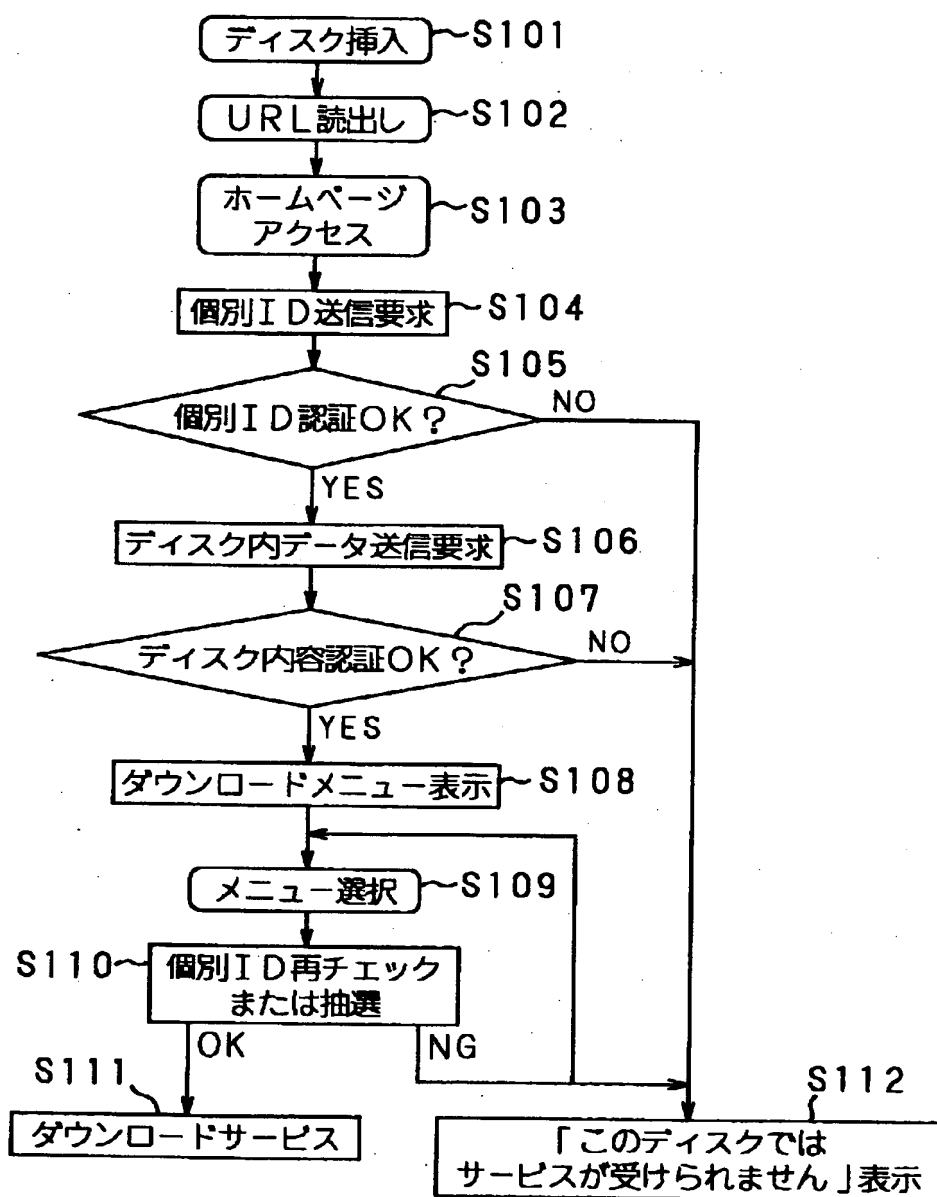 ディスク挿入 S101
URL読出し S102
ホームページ
アクセス S103
個別ID送信要求 S104
S105
個別ID認証OK? NO
YES
ディスク内データ送信要求 S106
S107
ディスク内容認証OK? NO
YES
ダウンロードメニュー表示 S108
メニュー選択 S109
S110 個別ID再チェック
または抽選
OK NG
S111 S112
ダウンロードサービス
「このディスクでは
サービスが受けられません」表示